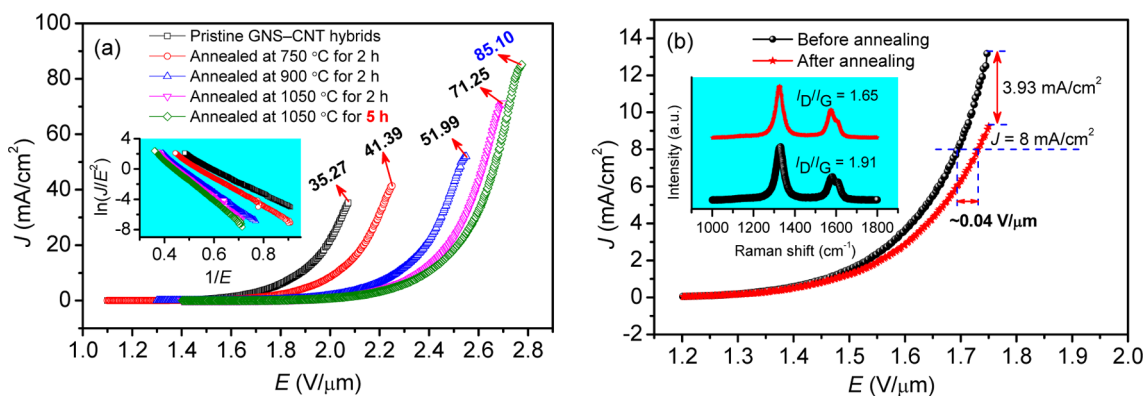 (a)
Pristine GNS–CNT hybrids
Annealed at 750 °C for 2 h
Annealed at 900 °C for 2 h
Annealed at 1050 °C for 2 h
Annealed at 1050 °C for 5 h
35.27
41.39
51.99
71.25
85.10
J (mA/cm²)
100
80
60
40
20
0
1.0
1.2
1.4
1.6
1.8
2.0
2.2
2.4
2.6
2.8
E (V/μm)
ln(J/E²)
4
0
-4
-8
0.4
0.6
0.8
1/E
(b)
Before annealing
After annealing
3.93 mA/cm²
J = 8 mA/cm²
~0.04 V/μm
J (mA/cm²)
14
12
10
8
6
4
2
0
-2
1.2
1.3
1.4
1.5
1.6
1.7
1.8
1.9
2.0
E (V/μm)
Intensity (a.u.)
I_D/I_G = 1.65
I_D/I_G = 1.91
1000 1200 1400 1600 1800
Raman shift (cm⁻¹)